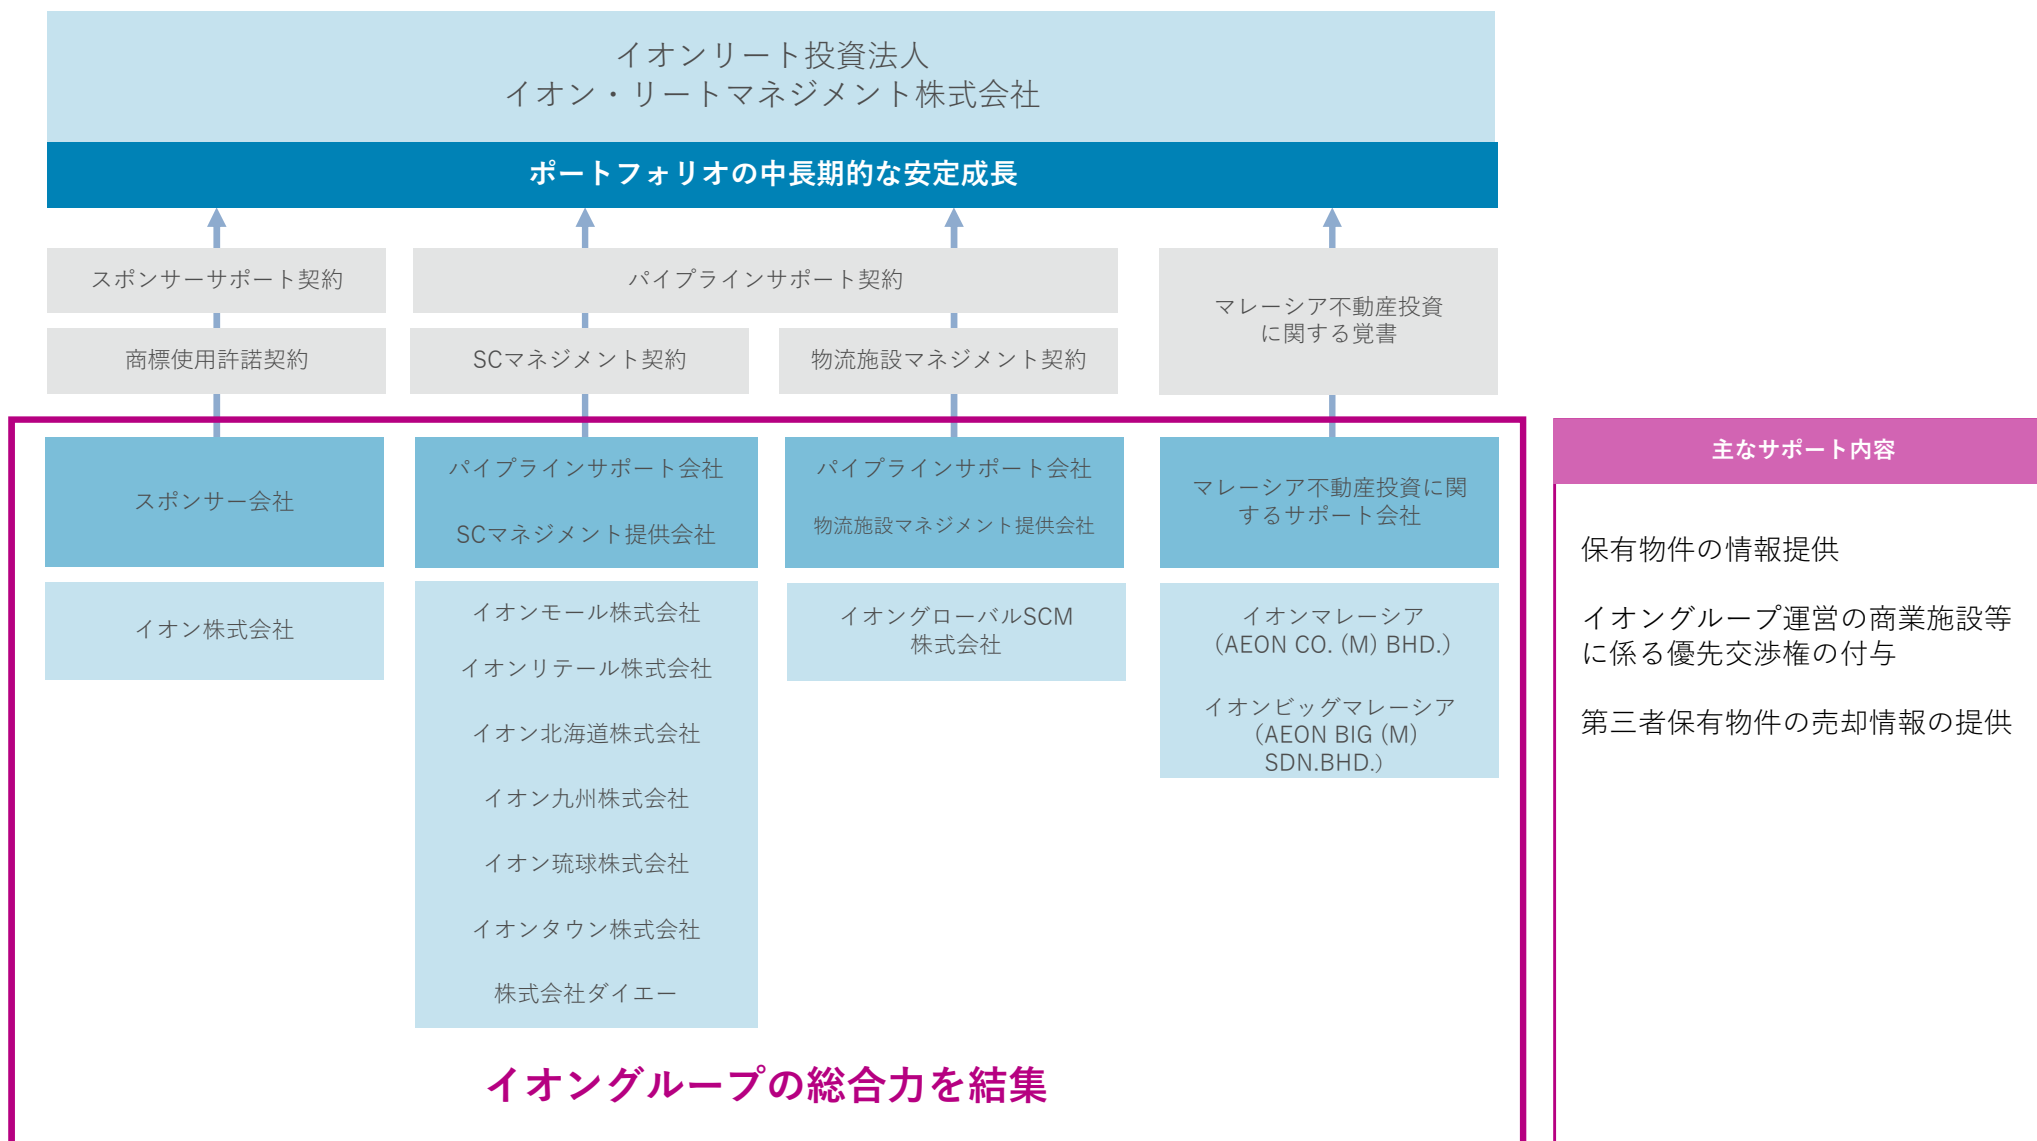 イオンリート投資法人
イオン・リートマネジメント株式会社
ポートフォリオの中長期的な安定成長
スポンサーサポート契約
パイプラインサポート契約
マレーシア不動産投資
に関する覚書
商標使用許諾契約
SCマネジメント契約
物流施設マネジメント契約
スポンサー会社
パイプラインサポート会社
SCマネジメント提供会社
パイプラインサポート会社
物流施設マネジメント提供会社
マレーシア不動産投資に関
するサポート会社
イオン株式会社
イオンモール株式会社
イオンリテール株式会社
イオン北海道株式会社
イオン九州株式会社
イオン琉球株式会社
イオンタウン株式会社
株式会社ダイエー
イオングローバルSCM
株式会社
イオンマレーシア
（AEON CO. (M) BHD.）
イオンビッグマレーシア
（AEON BIG (M)
SDN.BHD.）
イオングループの総合力を結集
主なサポート内容
保有物件の情報提供
イオングループ運営の商業施設等
に係る優先交渉権の付与
第三者保有物件の売却情報の提供